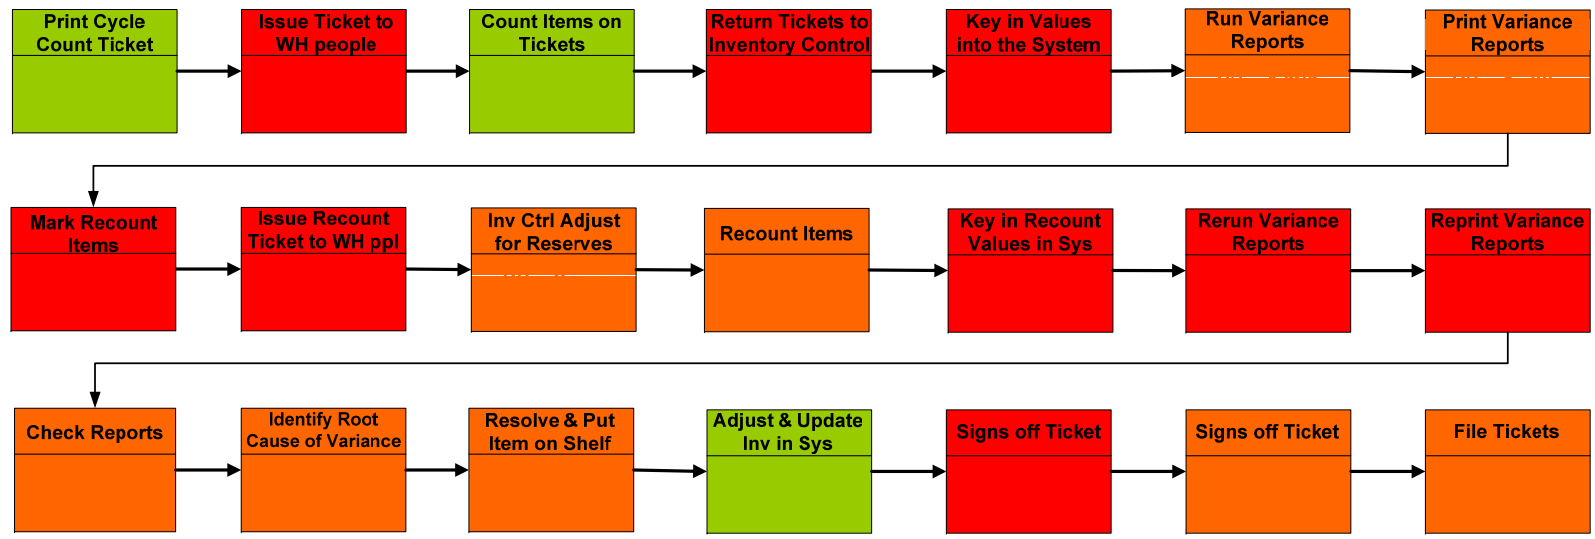 Print Cycle
Count Ticket
Issue Ticket to
WH people
Count Items on
Tickets
Return Tickets to
Inventory Control
Key in Values
into the System
Run Variance
Reports
Print Variance
Reports
Mark Recount
Items
Issue Recount
Ticket to WH ppl
Inv Ctrl Adjust
for Reserves
Recount Items
Key in Recount
Values in Sys
Rerun Variance
Reports
Reprint Variance
Reports
Check Reports
Identify Root
Cause of Variance
Resolve & Put
Item on Shelf
Adjust & Update
Inv in Sys
Signs off Ticket
Signs off Ticket
File Tickets